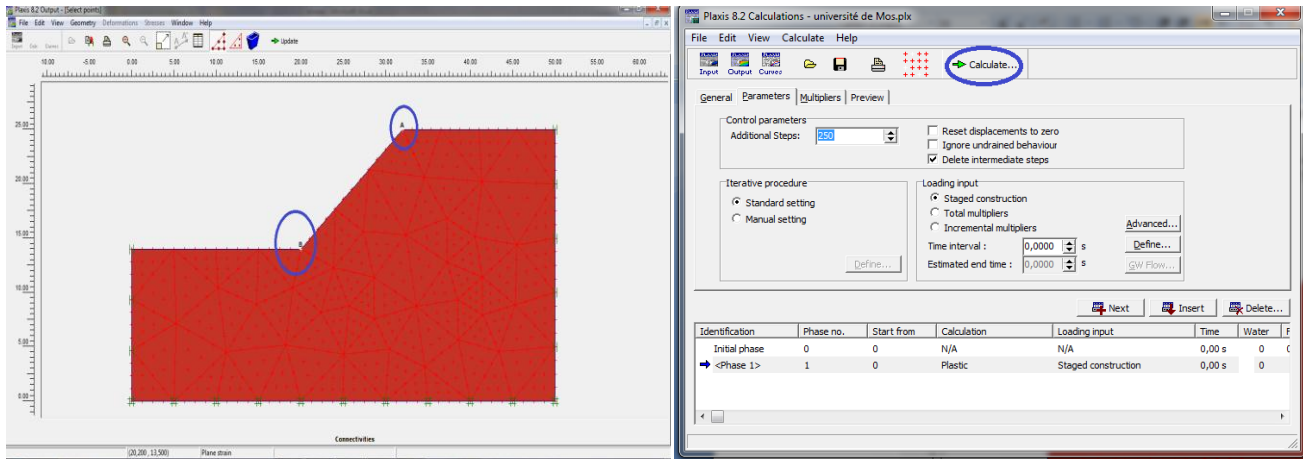 Plaxis 8.2 Output - [Select points]
File Edit View Geometry Deformations Stresses Window Help
Update
-5.00 0.00 5.00 10.00 15.00 20.00 25.00 30.00 35.00 40.00 45.00 50.00 55.00 60.00
25.00
20.00
15.00
10.00
5.00
0.00
A
B
Connectivities
(20,200 , 13,500) Plane strain
Plaxis 8.2 Calculations - université de Mos.plx
File Edit View Calculate Help
Input Output Curves Calculate...
General Parameters Multipliers Preview
Control parameters
Additional Steps: 250
Reset displacements to zero
Ignore undrained behaviour
Delete intermediate steps
Iterative procedure
Standard setting
Manual setting
Define...
Loading input
Staged construction
Total multipliers
Incremental multipliers
Advanced...
Time interval : 0,0000 s Define...
Estimated end time : 0,0000 s GW Flow...
Next Insert Delete...
Identification Phase no. Start from Calculation Loading input Time Water F
Initial phase 0 0 N/A N/A 0,00 s 0
<Phase 1> 1 0 Plastic Staged construction 0,00 s 0